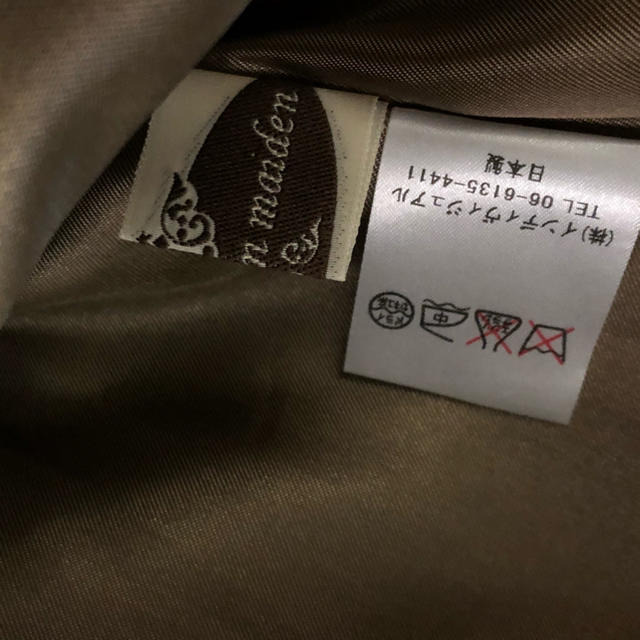 n maiden
(株)インディヴィジュアル
TEL 06-6135-4411
日本製
中